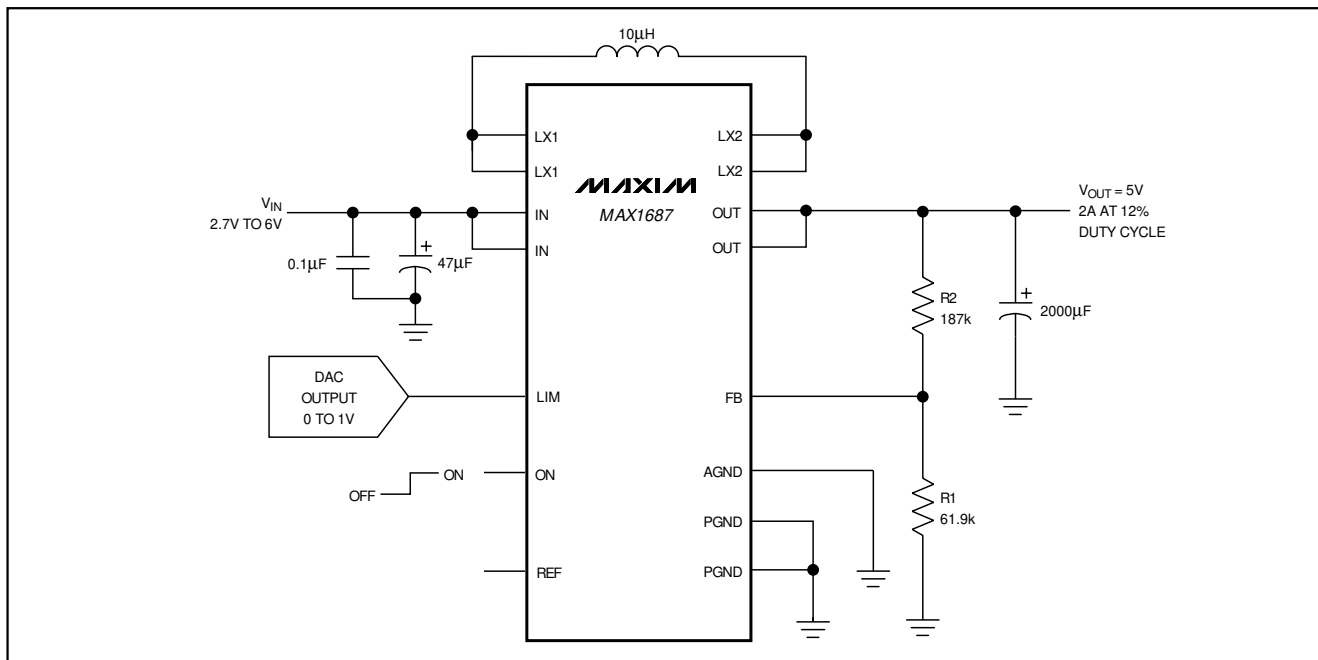 10µH
LX1
LX2
LX1
LX2
MAXIM
MAX1687
VIN
2.7V TO 6V
IN
OUT
VOUT = 5V
2A AT 12%
DUTY CYCLE
IN
OUT
0.1µF
+
47µF
R2
187k
+
2000µF
DAC
OUTPUT
0 TO 1V
LIM
FB
OFF
ON
ON
AGND
R1
61.9k
PGND
REF
PGND